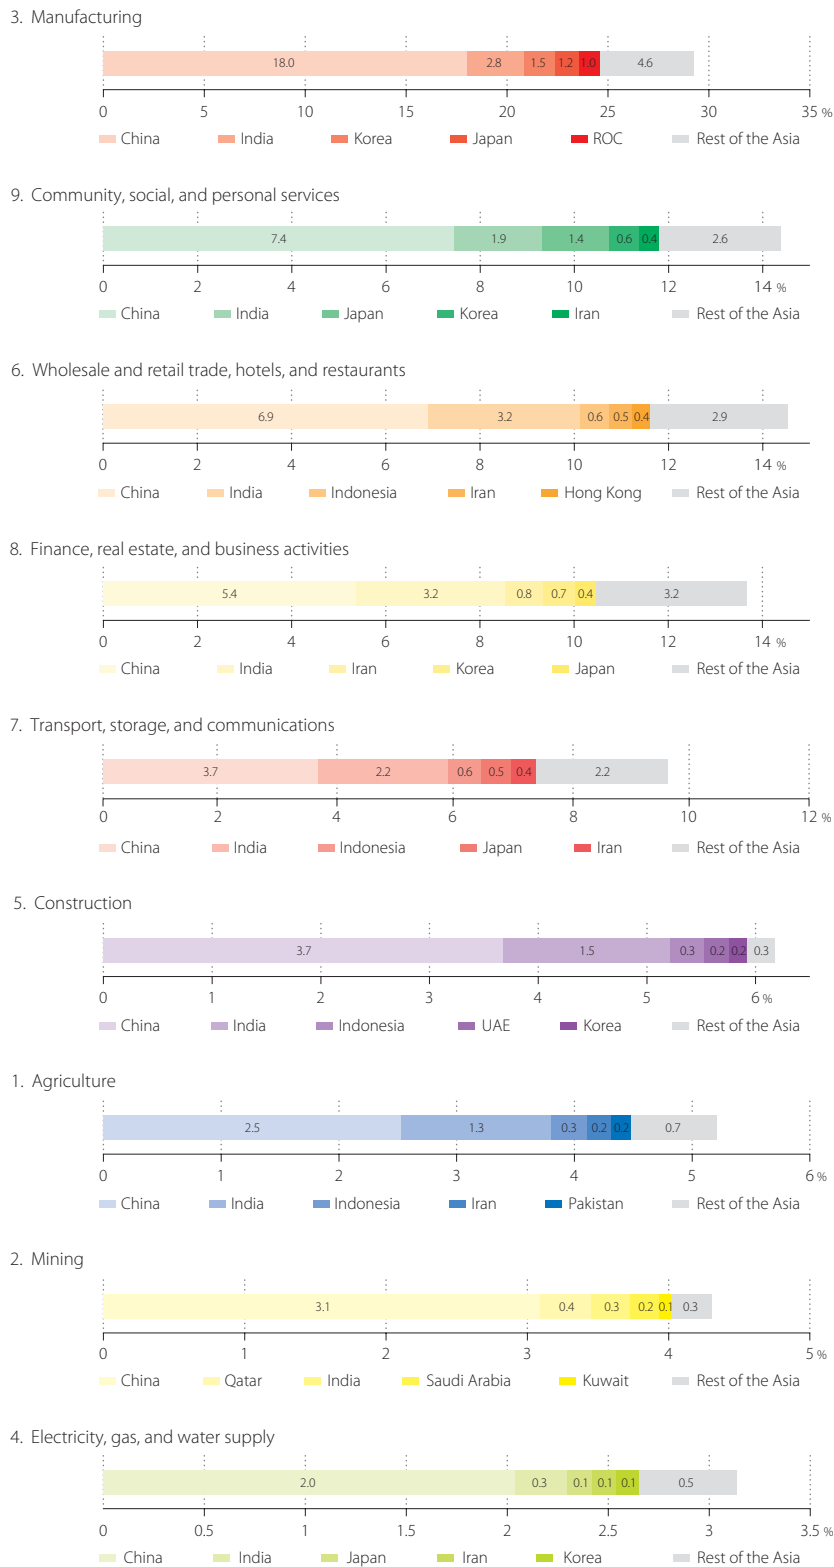 3. Manufacturing
18.0 2.8 1.5 1.2 1.0 4.6
0 5 10 15 20 25 30 35 %
China India Korea Japan ROC Rest of the Asia
9. Community, social, and personal services
7.4 1.9 1.4 0.6 0.4 2.6
0 2 4 6 8 10 12 14 %
China India Japan Korea Iran Rest of the Asia
6. Wholesale and retail trade, hotels, and restaurants
6.9 3.2 0.6 0.5 0.4 2.9
0 2 4 6 8 10 12 14 %
China India Indonesia Iran Hong Kong Rest of the Asia
8. Finance, real estate, and business activities
5.4 3.2 0.8 0.7 0.4 3.2
0 2 4 6 8 10 12 14 %
China India Iran Korea Japan Rest of the Asia
7. Transport, storage, and communications
3.7 2.2 0.6 0.5 0.4 2.2
0 2 4 6 8 10 12 %
China India Indonesia Japan Iran Rest of the Asia
5. Construction
3.7 1.5 0.3 0.2 0.2 0.3
0 1 2 3 4 5 6 %
China India Indonesia UAE Korea Rest of the Asia
1. Agriculture
2.5 1.3 0.3 0.2 0.2 0.7
0 1 2 3 4 5 6 %
China India Indonesia Iran Pakistan Rest of the Asia
2. Mining
3.1 0.4 0.3 0.2 0.1 0.3
0 1 2 3 4 5 %
China Qatar India Saudi Arabia Kuwait Rest of the Asia
4. Electricity, gas, and water supply
2.0 0.3 0.1 0.1 0.1 0.5
0 0.5 1 1.5 2 2.5 3 3.5 %
China India Japan Iran Korea Rest of the Asia